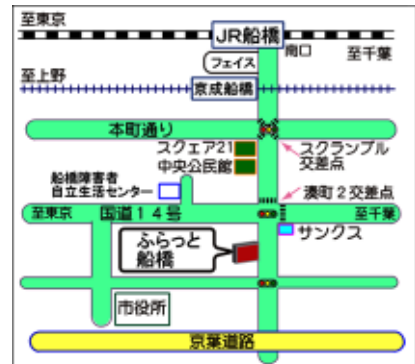 至東京
JR船橋
南口
至千葉
フェイス
至上野
京成船橋
本町通り
スクエア21
中央公民館
スクランブル
交差点
船橋障害者
自立生活センター
湊町２交差点
至東京
国道１４号
至千葉
サンクス
ふらっと
船橋
市役所
京葉道路